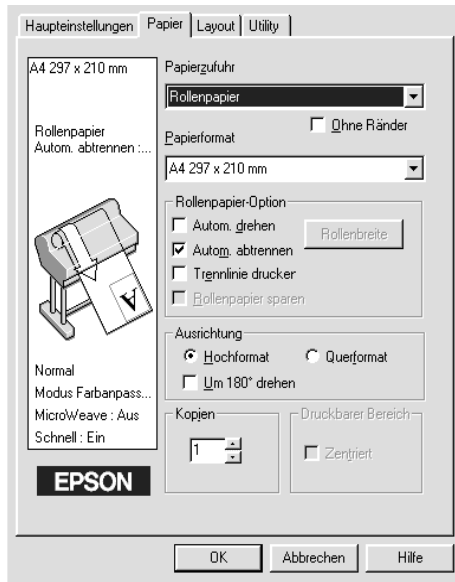 Haupteinstellungen Papier Layout Utility
A4 297 x 210 mm
Rollenpapier
Autom. abtrennen :...
A
Normal
Modus Farbanpass...
MicroWeave : Aus
Schnell : Ein
EPSON
Papierzufuhr
Rollenpapier
Ohne Ränder
Papierformat
A4 297 x 210 mm
Rollenpapier-Option
Autom. drehen
Rollenbreite
Autom. abtrennen
Trennlinie drucker
Rollenpapier sparen
Ausrichtung
Hochformat Querformat
Um 180° drehen
Kopien
1
Druckbarer Bereich
Zentriert
OK Abbrechen Hilfe